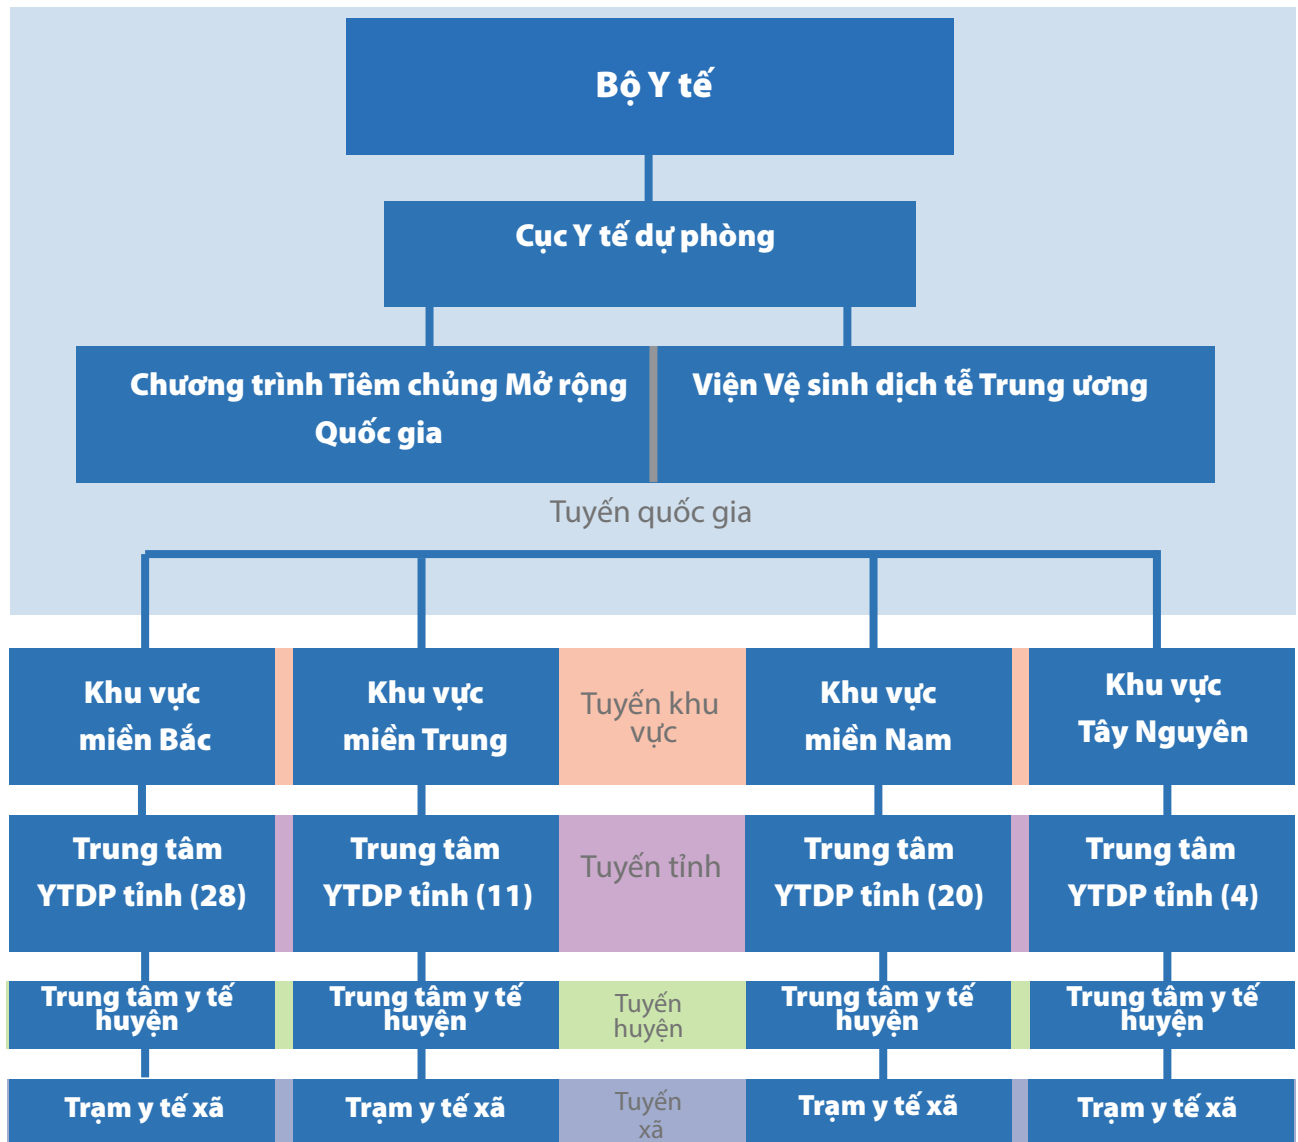 Bộ Y tế
Cục Y tế dự phòng
Chương trình Tiêm chủng Mở rộng
Quốc gia
Viện Vệ sinh dịch tễ Trung ương
Tuyến quốc gia
Khu vực
miền Bắc
Khu vực
miền Trung
Tuyến khu
vực
Khu vực
miền Nam
Khu vực
Tây Nguyên
Trung tâm
YTDP tỉnh (28)
Trung tâm
YTDP tỉnh (11)
Tuyến tỉnh
Trung tâm
YTDP tỉnh (20)
Trung tâm
YTDP tỉnh (4)
Trung tâm y tế
huyện
Trung tâm y tế
huyện
Tuyến
huyện
Trung tâm y tế
huyện
Trung tâm y tế
huyện
Trạm y tế xã
Trạm y tế xã
Tuyến
xã
Trạm y tế xã
Trạm y tế xã